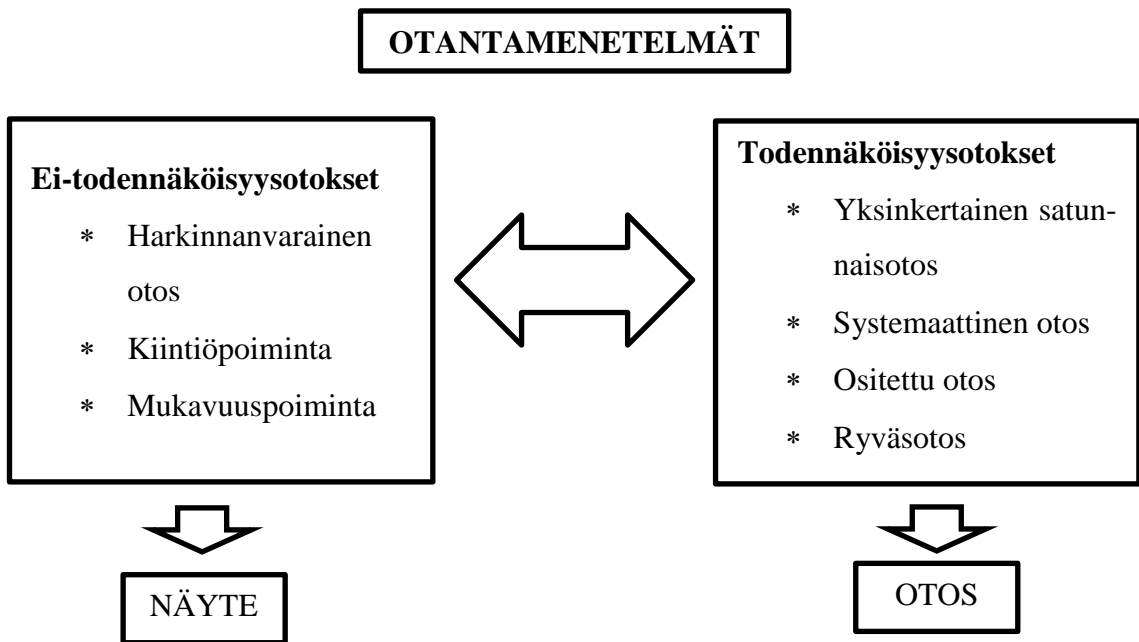 OTANTAMENETELMÄT
Ei-todennäköisyysotokset
* Harkinnanvarainen
otos
* Kiintiöpoiminta
* Mukavuuspoiminta
NÄYTE
Todennäköisyysotokset
* Yksinkertainen satun-
naisotos
* Systemaattinen otos
* Ositettu otos
* Ryväsotos
OTOS